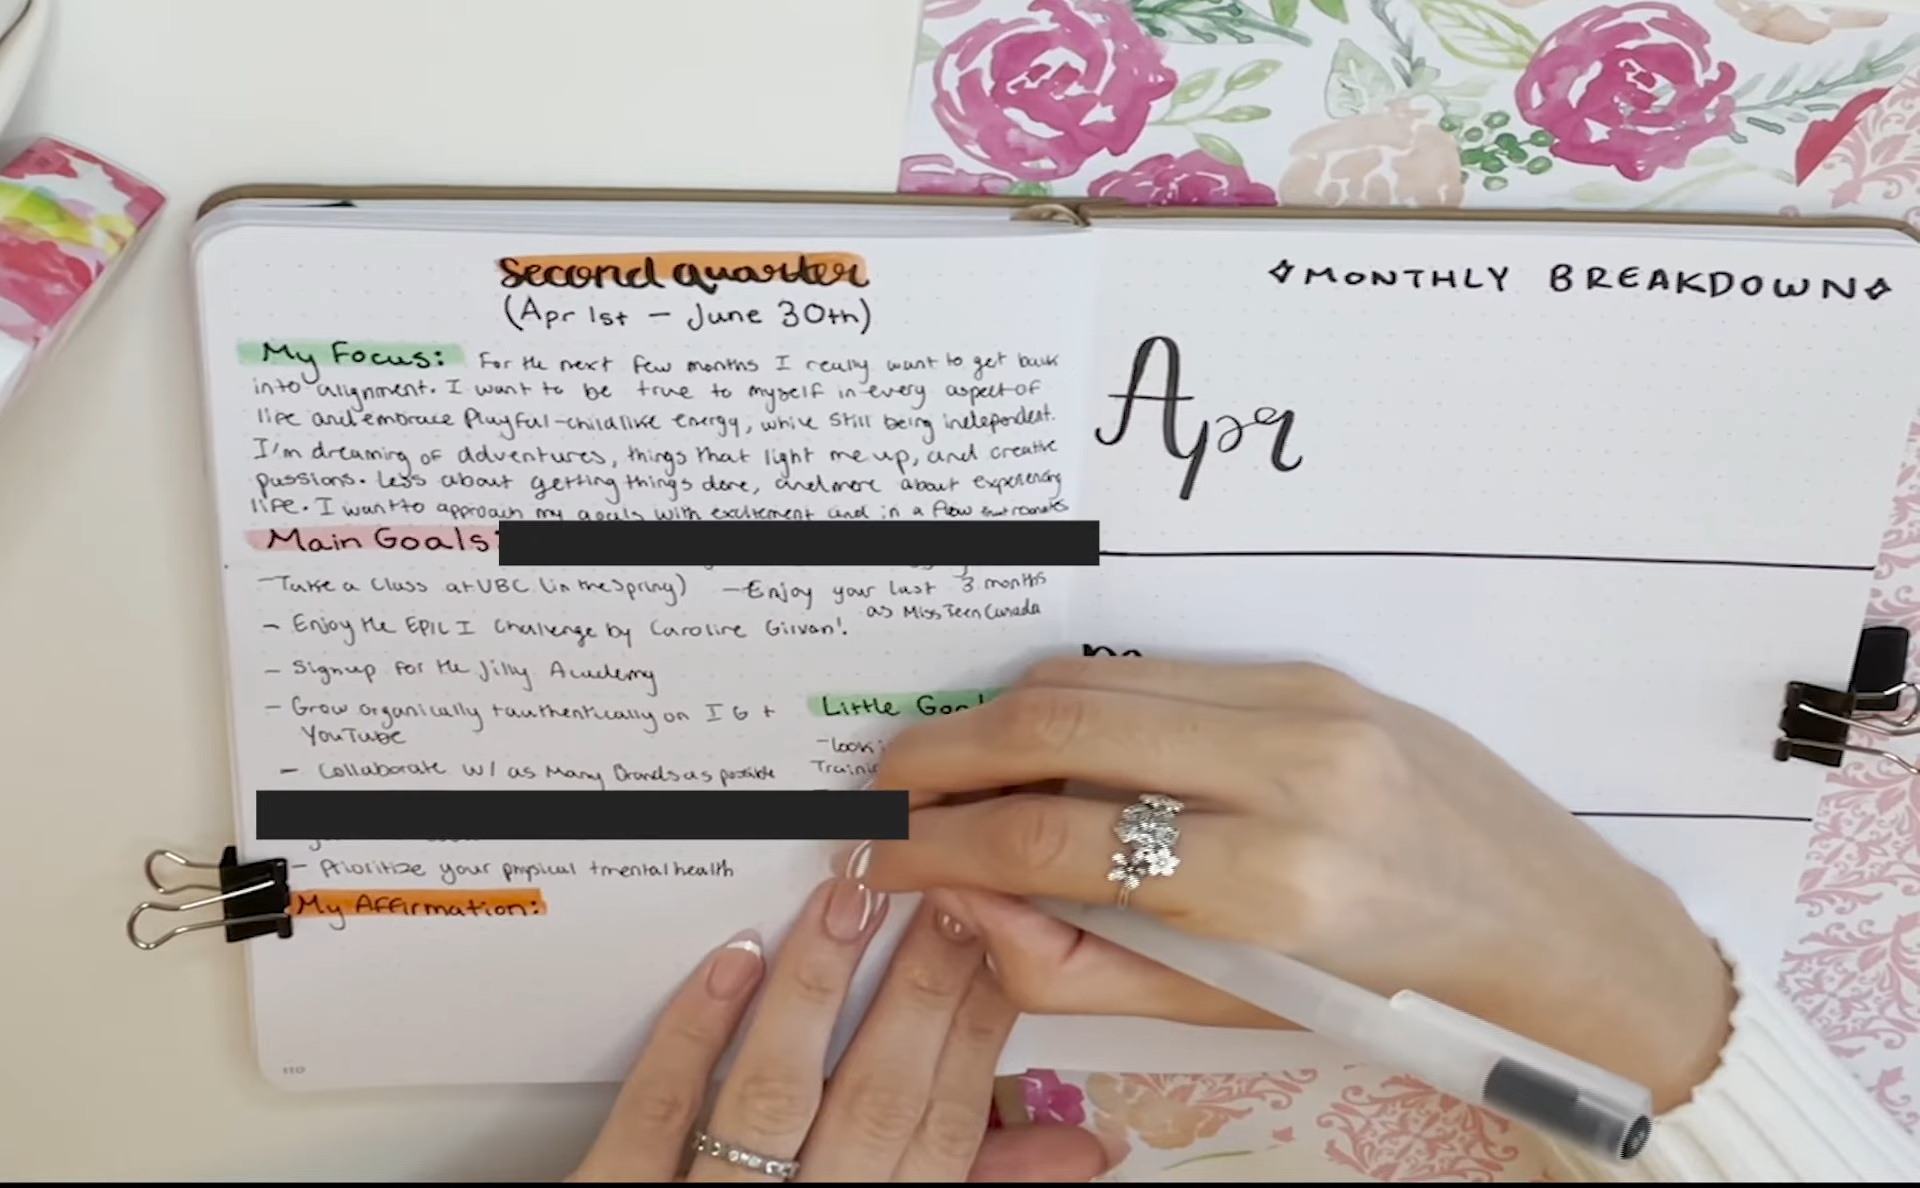 Second quarter
(Apr 1st – June 30th)
My Focus: For the next few months I really want to get back
into alignment. I want to be true to myself in every aspect of
life and embrace playful-childlike energy, while still being independent.
I'm dreaming of adventures, things that light me up, and creative
passions. Less about getting things done, and more about experiencing
life. I want to approach my goals with excitement and in a flow that
Main Goals:
- Take a class at UBC (in the spring)
- Enjoy your last 3 months
as Miss Teen Canada
- Enjoy the EPIC I Challenge by Caroline Girvan!
- Sign up for the Jilly Academy
- Grow organically + authentically on IG +
YouTube
- Collaborate w/ as many Brands as possible
- Prioritize your physical + mental health
Little Goal
- look
My Affirmation:
110
MONTHLY BREAKDOWN
Apr